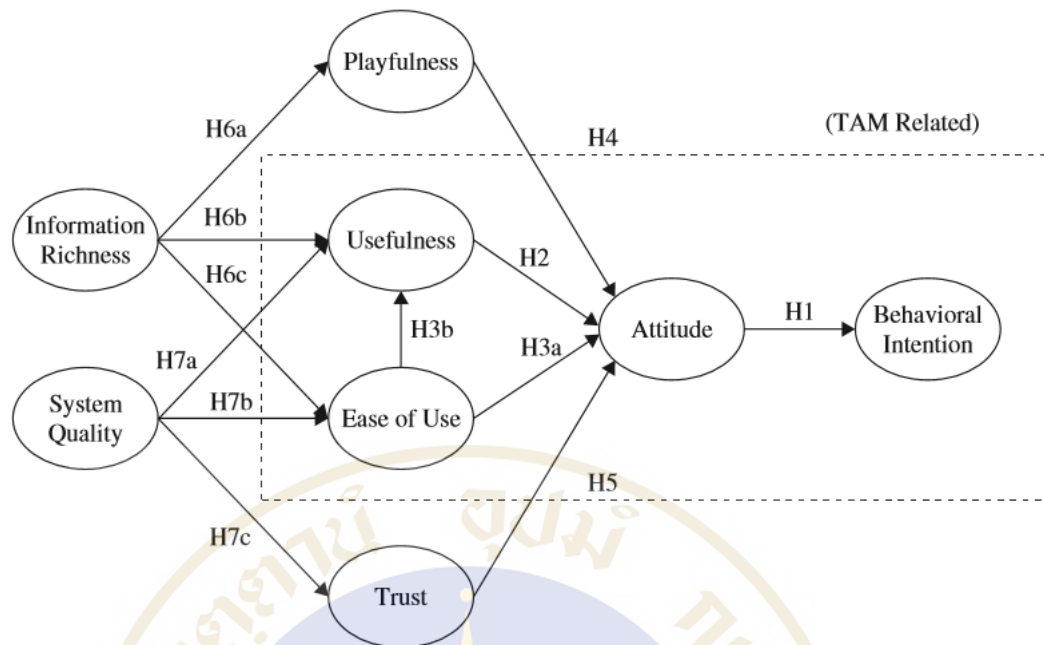 Playfulness
H6a
(TAM Related)
H4
Information
Richness
H6b
Usefulness
H2
H6c
H3b
H3a
Attitude
H1
Behavioral
Intention
H7a
System
Quality
H7b
Ease of Use
H5
H7c
Trust